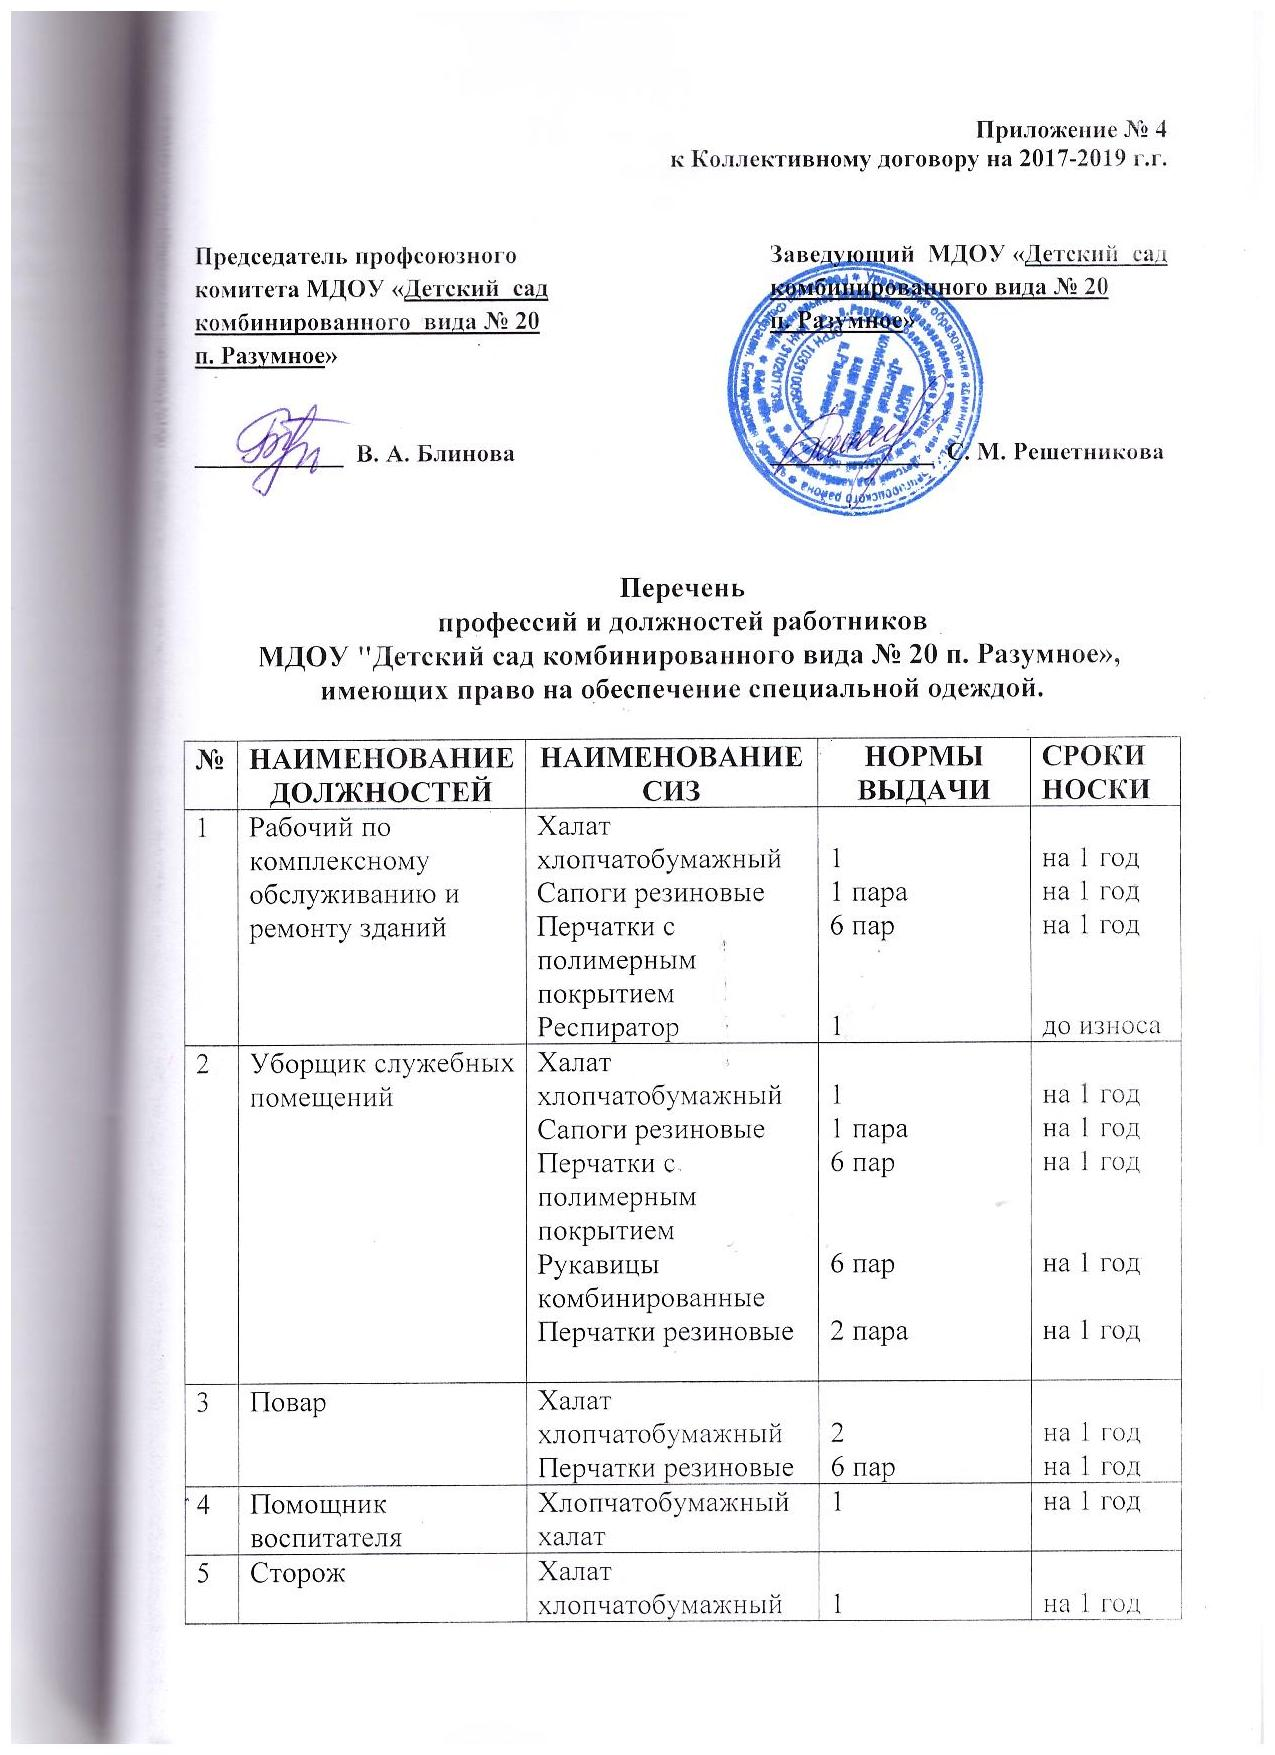 Приложение № 4
к Коллективному договору на 2017-2019 г.г.
Председатель профсоюзного
комитета МДОУ «Детский сад
комбинированного вида № 20
п. Разумное»
В. А. Блинова
Заведующий МДОУ «Детский сад
комбинированного вида № 20
п. Разумное»
С. М. Решетникова
Перечень
профессий и должностей работников
МДОУ "Детский сад комбинированного вида № 20 п. Разумное»,
имеющих право на обеспечение специальной одеждой.
№ НАИМЕНОВАНИЕ НАИМЕНОВАНИЕ НОРМЫ СРОКИ
ДОЛЖНОСТЕЙ СИЗ ВЫДАЧИ НОСКИ
1 Рабочий по Халат
комплексному хлопчатобумажный 1 на 1 год
обслуживанию и Сапоги резиновые 1 пара на 1 год
ремонту зданий Перчатки с 6 пар на 1 год
полимерным
покрытием
Респиратор 1 до износа
2 Уборщик служебных Халат
помещений хлопчатобумажный 1 на 1 год
Сапоги резиновые 1 пара на 1 год
Перчатки с 6 пар на 1 год
полимерным
покрытием
Рукавицы 6 пар на 1 год
комбинированные
Перчатки резиновые 2 пара на 1 год
3 Повар Халат
хлопчатобумажный 2 на 1 год
Перчатки резиновые 6 пар на 1 год
4 Помощник Хлопчатобумажный 1 на 1 год
воспитателя халат
5 Сторож Халат
хлопчатобумажный 1 на 1 год